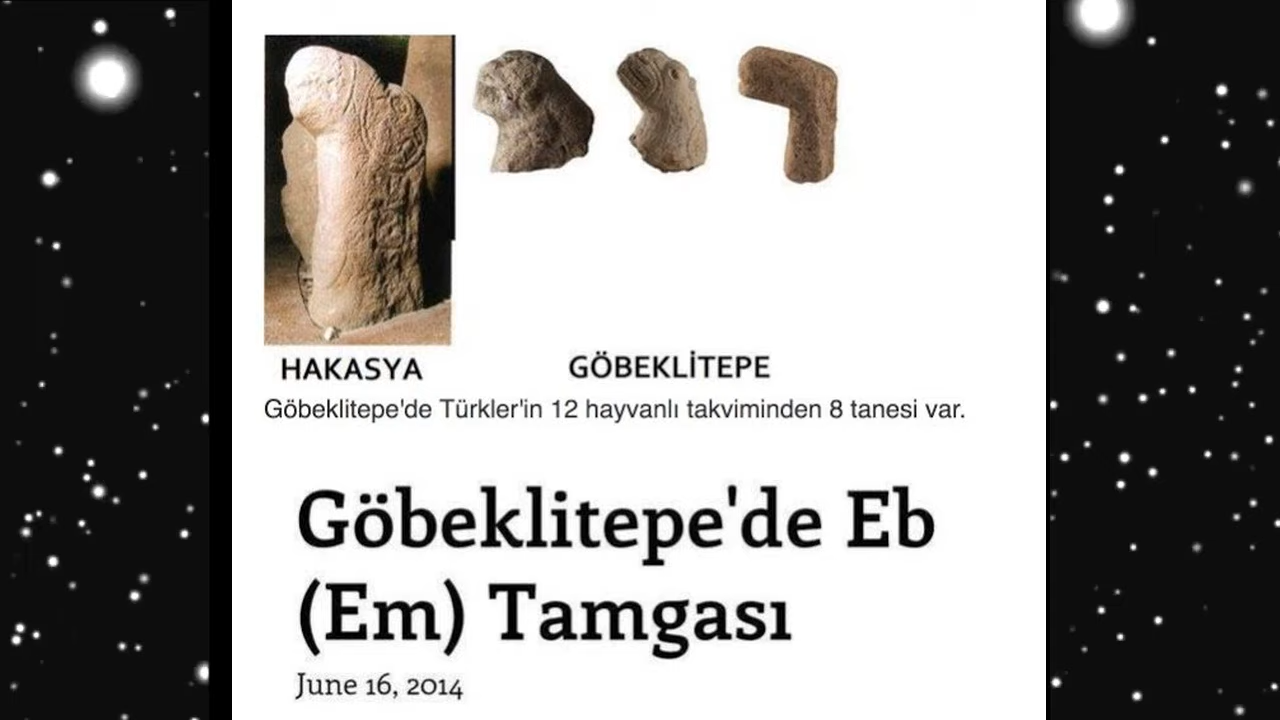 HAKASYA
GÖBEKLİTEPE
Göbeklitepe'de Türkler'in 12 hayvanlı takviminden 8 tanesi var.
Göbeklitepe'de Eb
(Em) Tamgası
June 16, 2014